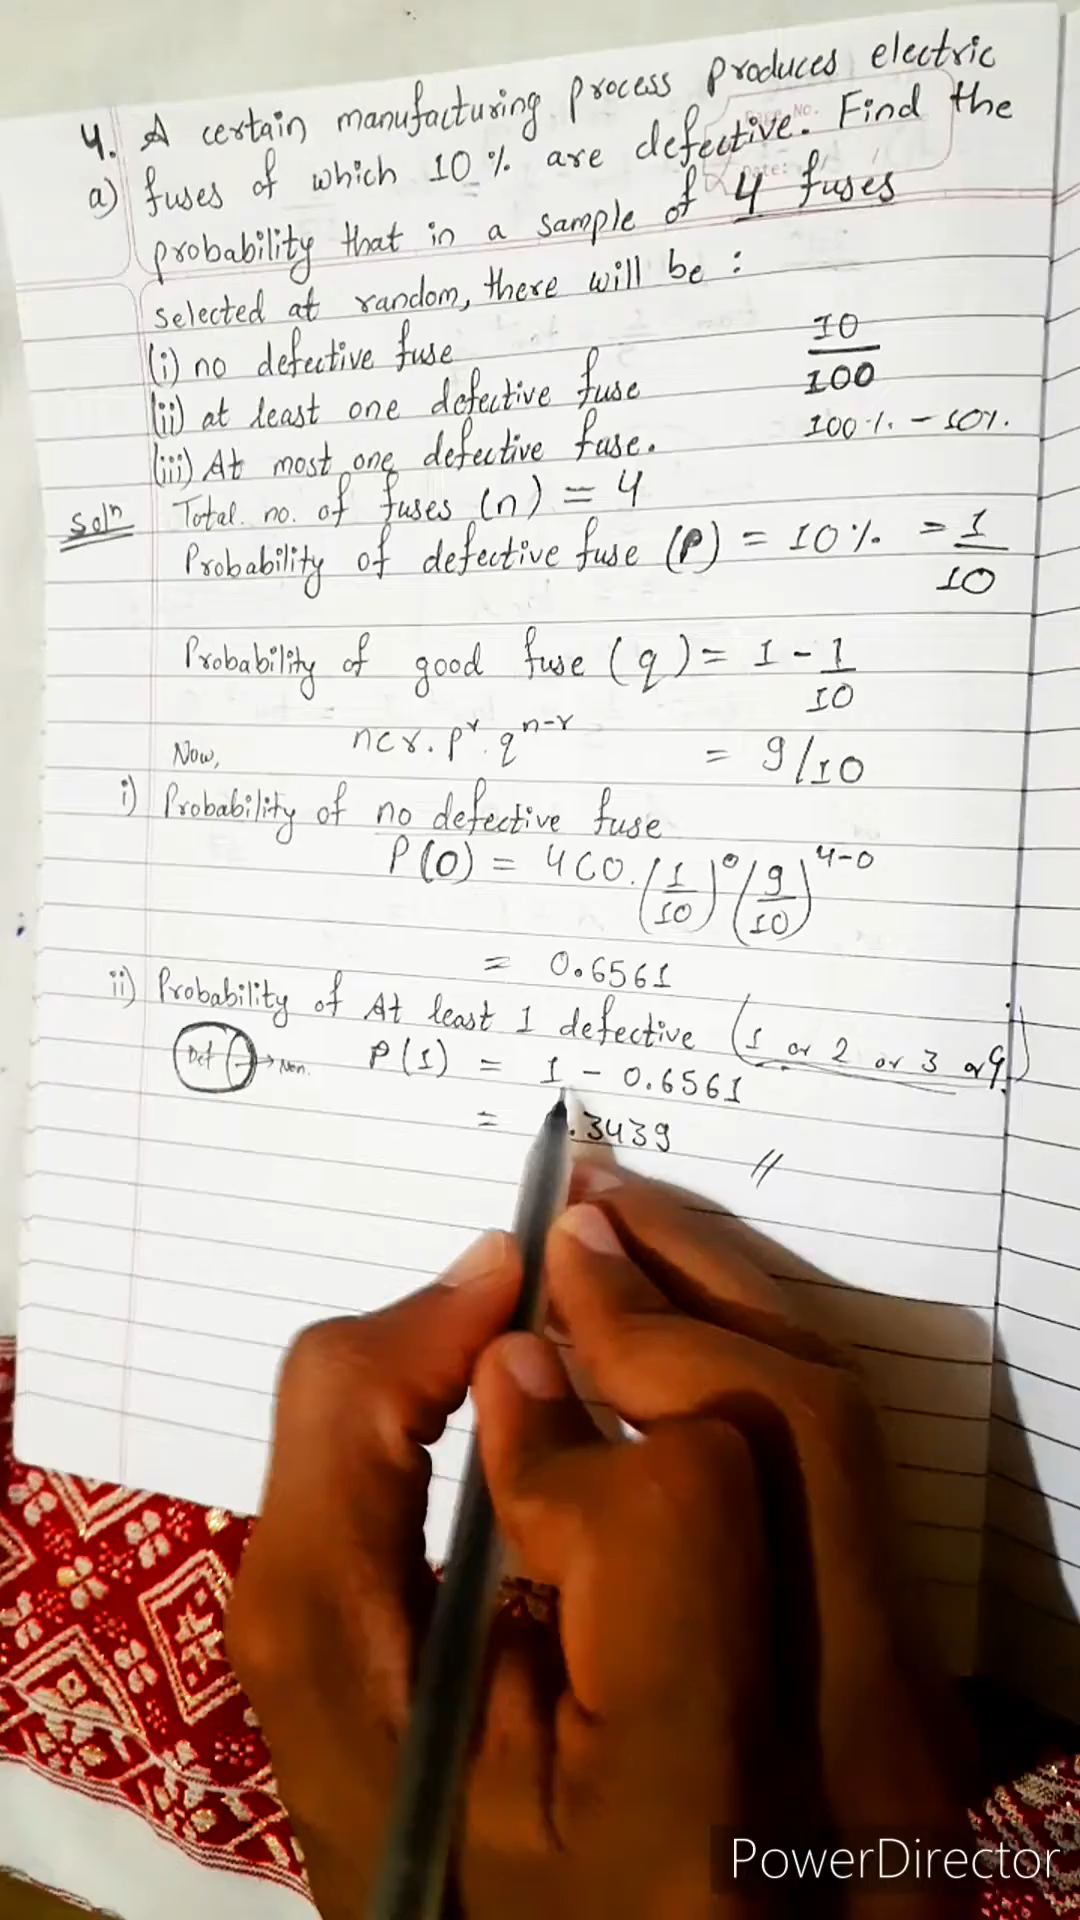 4. A certain manufacturing process produces electric
a) fuses of which 10 % are defective. Find the
probability that in a sample of 4 fuses
selected at random, there will be :
(i) no defective fuse
10
100
(ii) at least one defective fuse
100 % - 10%.
(iii) At most one defective fuse.
Soln Total no. of fuses (n) = 4
Probability of defective fuse (P) = 10% = 1/10
Probability of good fuse (q) = 1 - 1/10
Now, ncr. p^r. q^n-r = 9/10
i) Probability of no defective fuse
P(0) = 4C0. (1/10)^0 (9/10)^4-0
= 0.6561
ii) Probability of At least 1 defective (1 or 2 or 3 or 4)
Def Non. P(1) = 1 - 0.6561
= .3439 //
PowerDirector